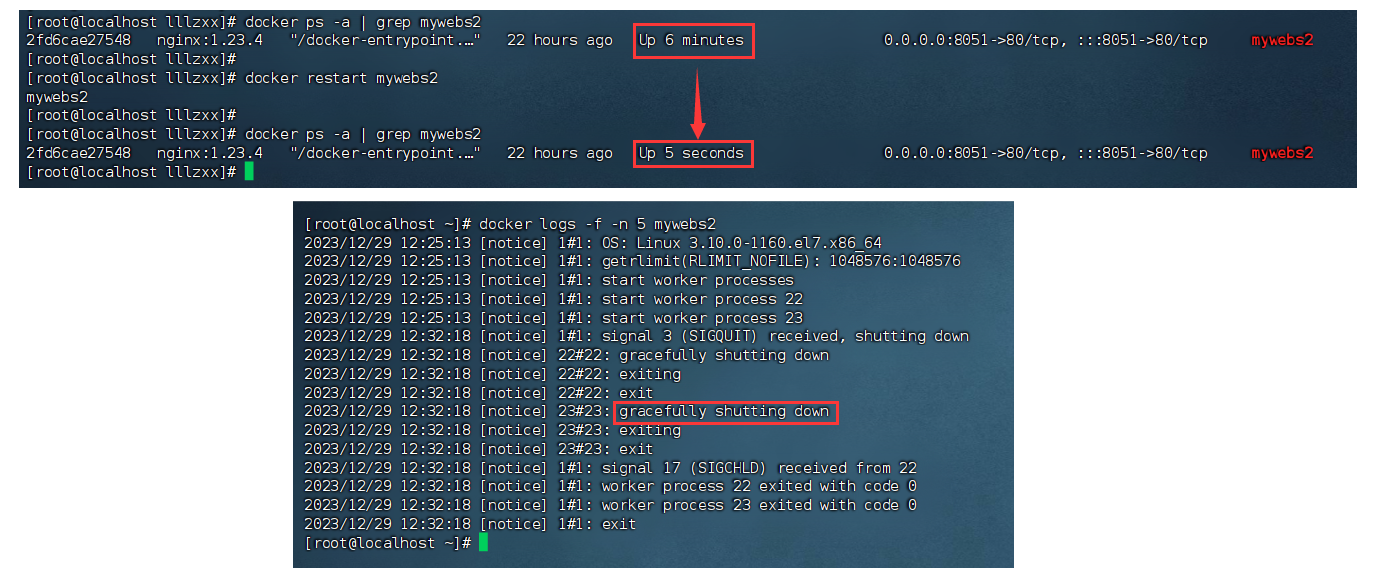 [root@localhost lllzxx]# docker ps -a | grep mywebs2
2fd6cae27548   nginx:1.23.4   "/docker-entrypoint.…"   22 hours ago   Up 6 minutes                0.0.0.0:8051->80/tcp, :::8051->80/tcp     mywebs2
[root@localhost lllzxx]#
[root@localhost lllzxx]# docker restart mywebs2
mywebs2
[root@localhost lllzxx]#
[root@localhost lllzxx]# docker ps -a | grep mywebs2
2fd6cae27548   nginx:1.23.4   "/docker-entrypoint.…"   22 hours ago   Up 5 seconds                0.0.0.0:8051->80/tcp, :::8051->80/tcp     mywebs2
[root@localhost lllzxx]#
[root@localhost ~]# docker logs -f -n 5 mywebs2
2023/12/29 12:25:13 [notice] 1#1: OS: Linux 3.10.0-1160.el7.x86_64
2023/12/29 12:25:13 [notice] 1#1: getrlimit(RLIMIT_NOFILE): 1048576:1048576
2023/12/29 12:25:13 [notice] 1#1: start worker processes
2023/12/29 12:25:13 [notice] 1#1: start worker process 22
2023/12/29 12:25:13 [notice] 1#1: start worker process 23
2023/12/29 12:32:18 [notice] 1#1: signal 3 (SIGQUIT) received, shutting down
2023/12/29 12:32:18 [notice] 22#22: gracefully shutting down
2023/12/29 12:32:18 [notice] 22#22: exiting
2023/12/29 12:32:18 [notice] 22#22: exit
2023/12/29 12:32:18 [notice] 23#23: gracefully shutting down
2023/12/29 12:32:18 [notice] 23#23: exiting
2023/12/29 12:32:18 [notice] 23#23: exit
2023/12/29 12:32:18 [notice] 1#1: signal 17 (SIGCHLD) received from 22
2023/12/29 12:32:18 [notice] 1#1: worker process 22 exited with code 0
2023/12/29 12:32:18 [notice] 1#1: worker process 23 exited with code 0
2023/12/29 12:32:18 [notice] 1#1: exit
[root@localhost ~]#